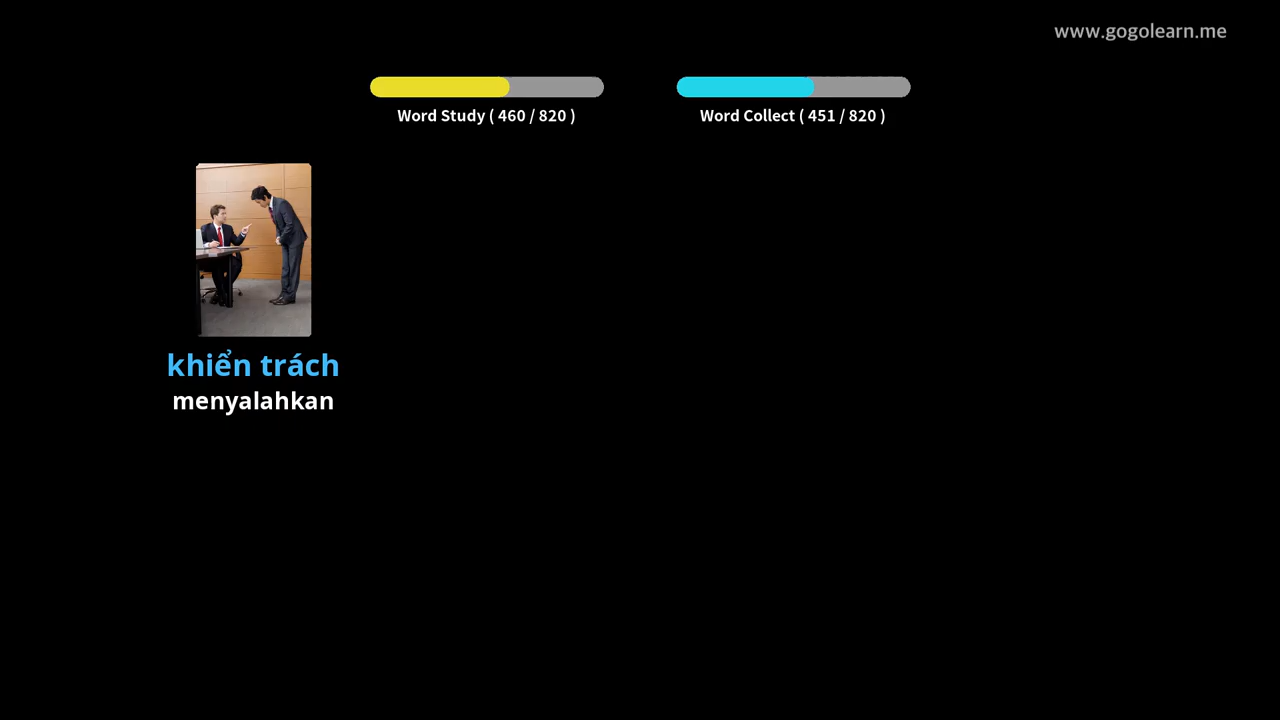 www.gogolearn.me
Word Study ( 460 / 820 )
Word Collect ( 451 / 820 )
khiển trách
menyalahkan